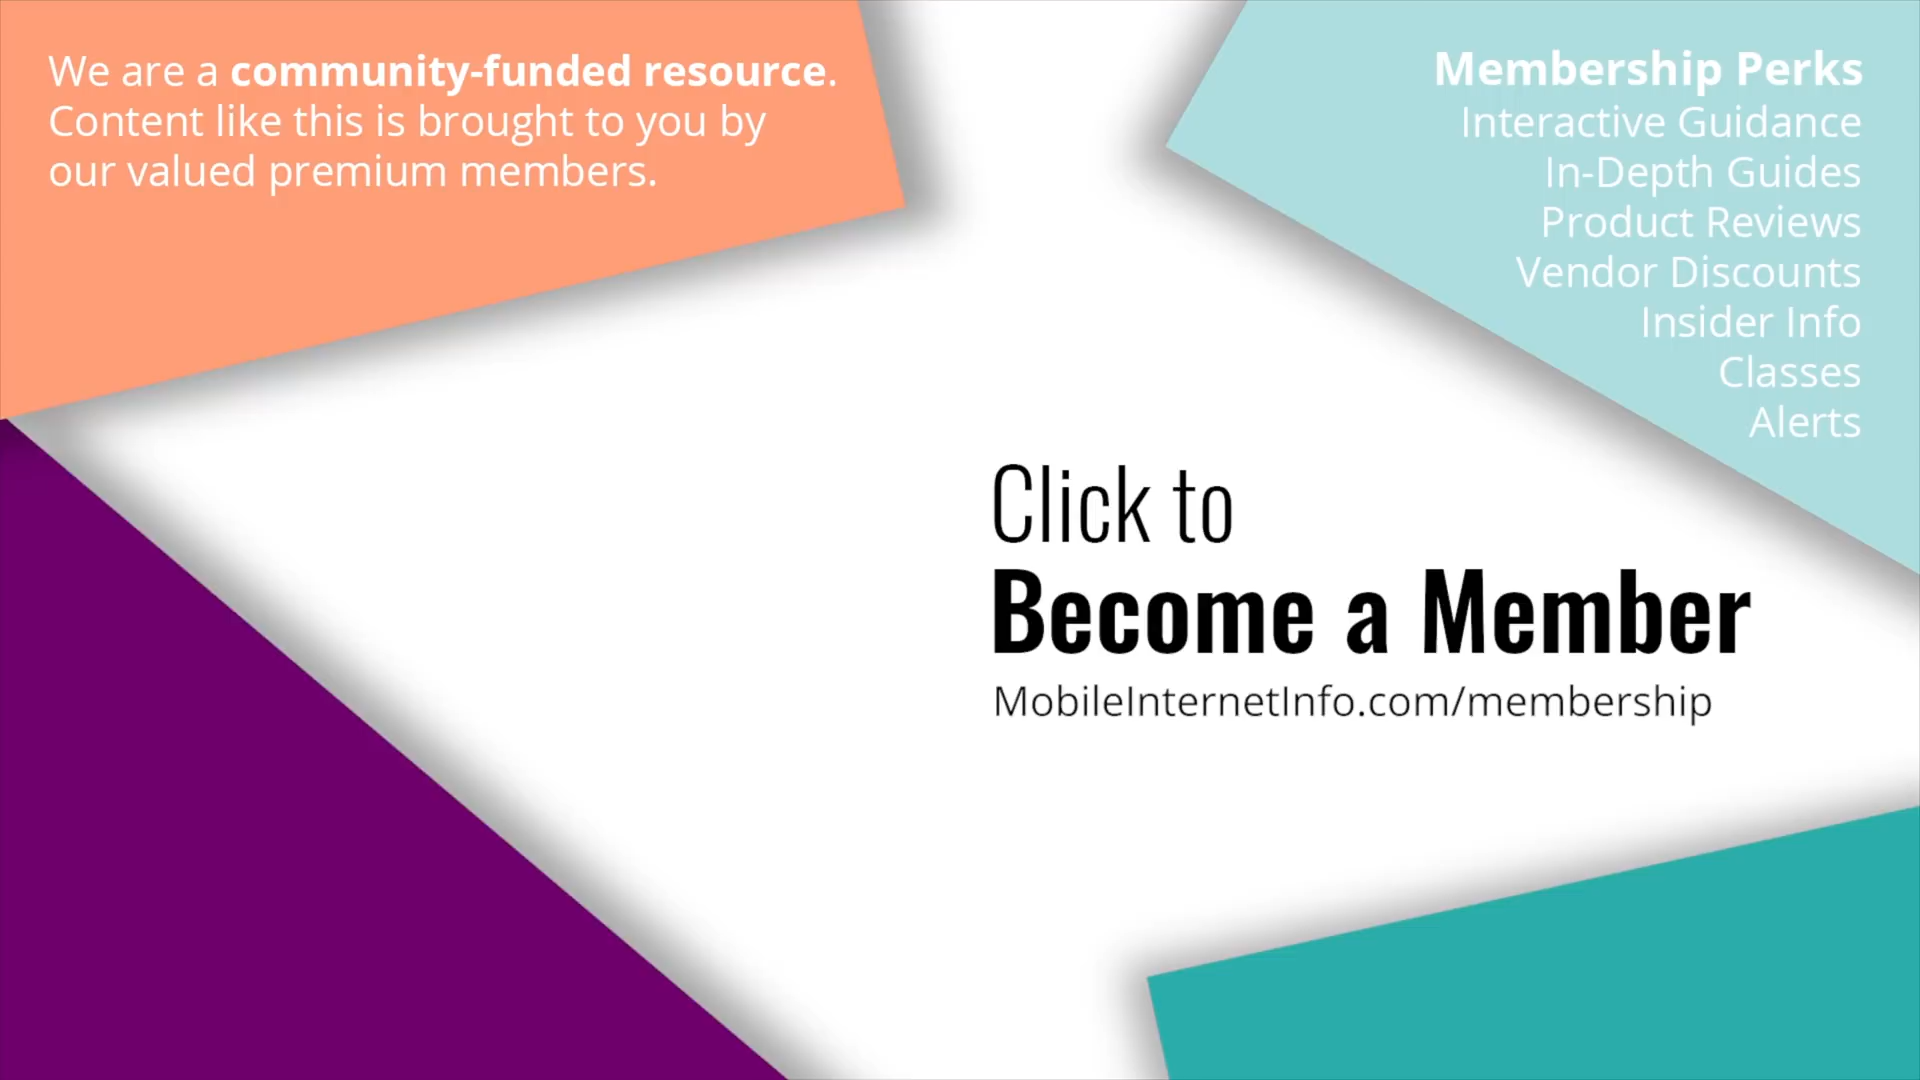 We are a community-funded resource.
Content like this is brought to you by
our valued premium members.
Membership Perks
Interactive Guidance
In-Depth Guides
Product Reviews
Vendor Discounts
Insider Info
Classes
Alerts
Click to
Become a Member
MobileInternetInfo.com/membership